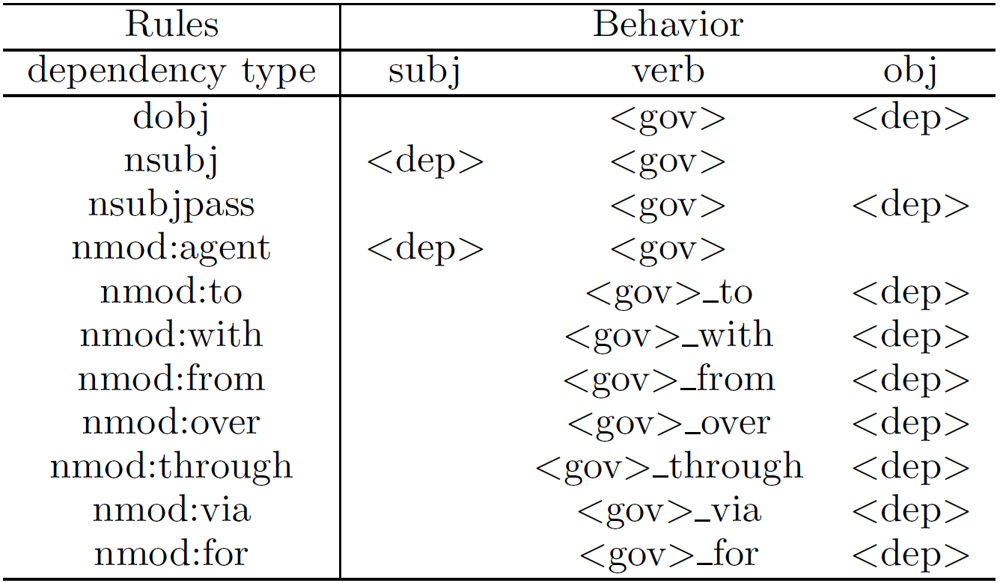 Rules Behavior
dependency type subj verb obj
dobj <gov> <dep>
nsubj <dep> <gov>
nsubjpass <gov> <dep>
nmod:agent <dep> <gov>
nmod:to <gov>_to <dep>
nmod:with <gov>_with <dep>
nmod:from <gov>_from <dep>
nmod:over <gov>_over <dep>
nmod:through <gov>_through <dep>
nmod:via <gov>_via <dep>
nmod:for <gov>_for <dep>